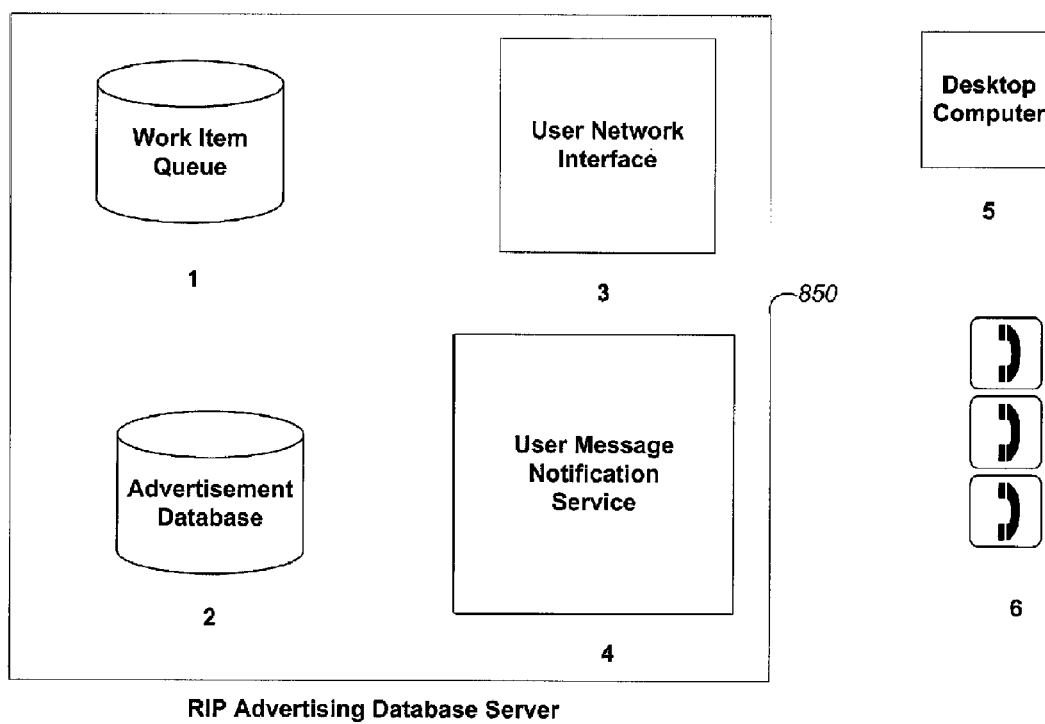 Work Item
Queue
1
User Network
Interface
3
Desktop
Computer
5
850
Advertisement
Database
2
User Message
Notification
Service
4
6
RIP Advertising Database Server